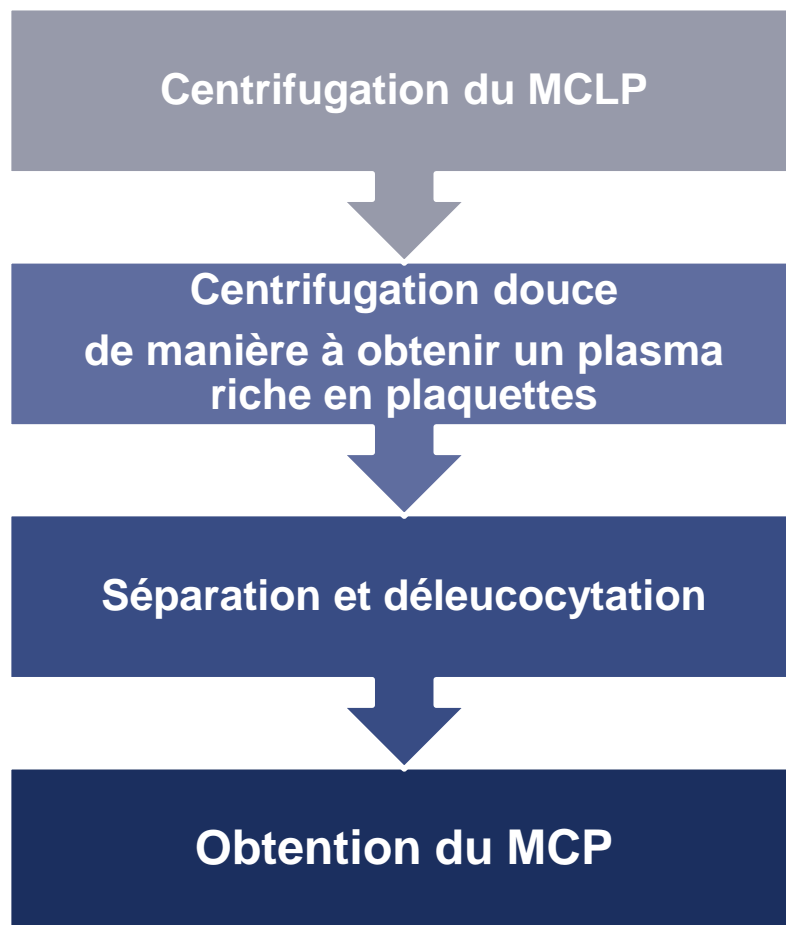 Centrifugation du MCLP
Centrifugation douce
de manière à obtenir un plasma
riche en plaquettes
Séparation et déleucocytation
Obtention du MCP